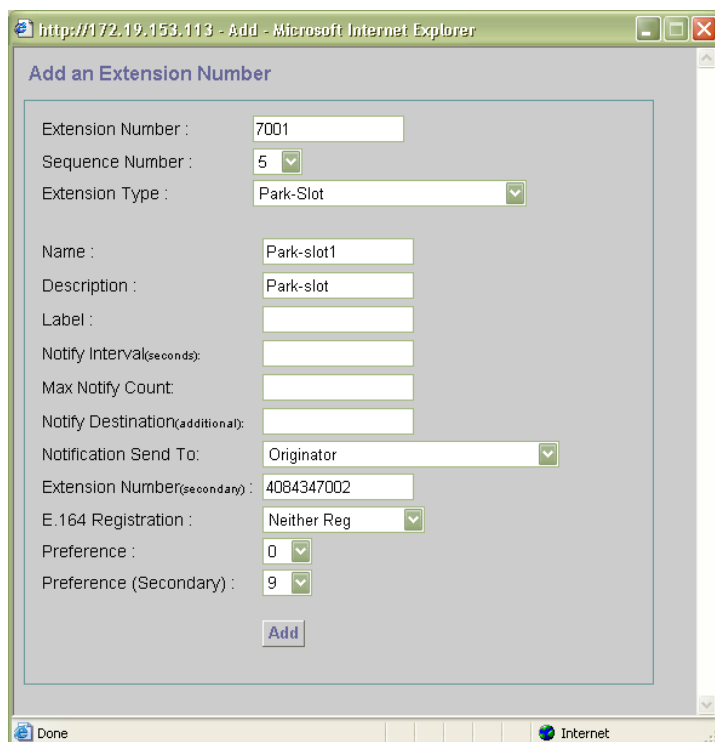 http://172.19.153.113 - Add - Microsoft Internet Explorer
Add an Extension Number
Extension Number : 7001
Sequence Number : 5
Extension Type : Park-Slot
Name : Park-slot1
Description : Park-slot
Label :
Notify Interval(seconds):
Max Notify Count:
Notify Destination(additional):
Notification Send To: Originator
Extension Number(secondary) : 4084347002
E.164 Registration : Neither Reg
Preference : 0
Preference (Secondary) : 9
Add
Done Internet